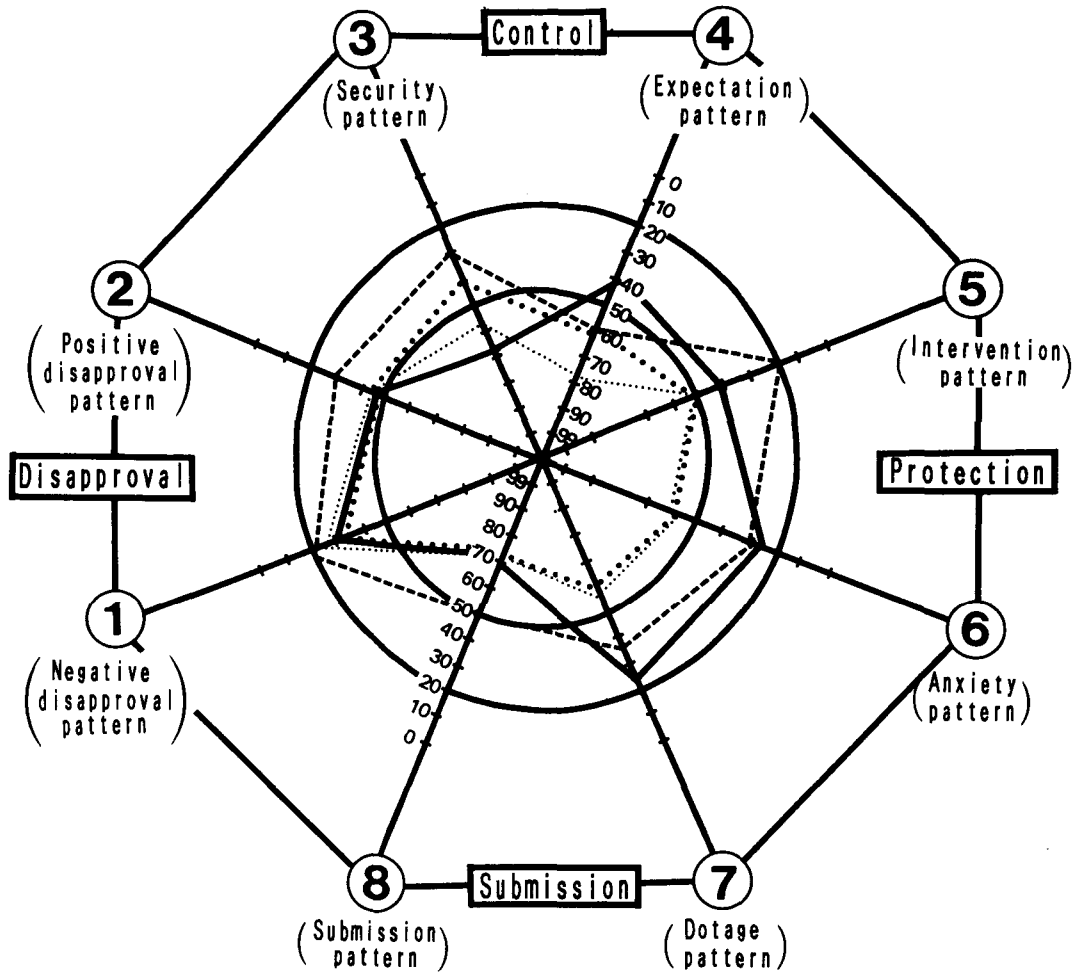 3
Control
4
(Security
pattern)
(Expectation
pattern)
0
10
20
30
40
50
60
70
80
90
99
2
(Positive
disapproval
pattern)
5
(Intervention
pattern)
Disapproval
Protection
99
90
80
70
60
50
40
30
20
10
0
1
(Negative
disapproval
pattern)
6
(Anxiety
pattern)
8
Submission
7
(Submission
pattern)
(Dotage
pattern)